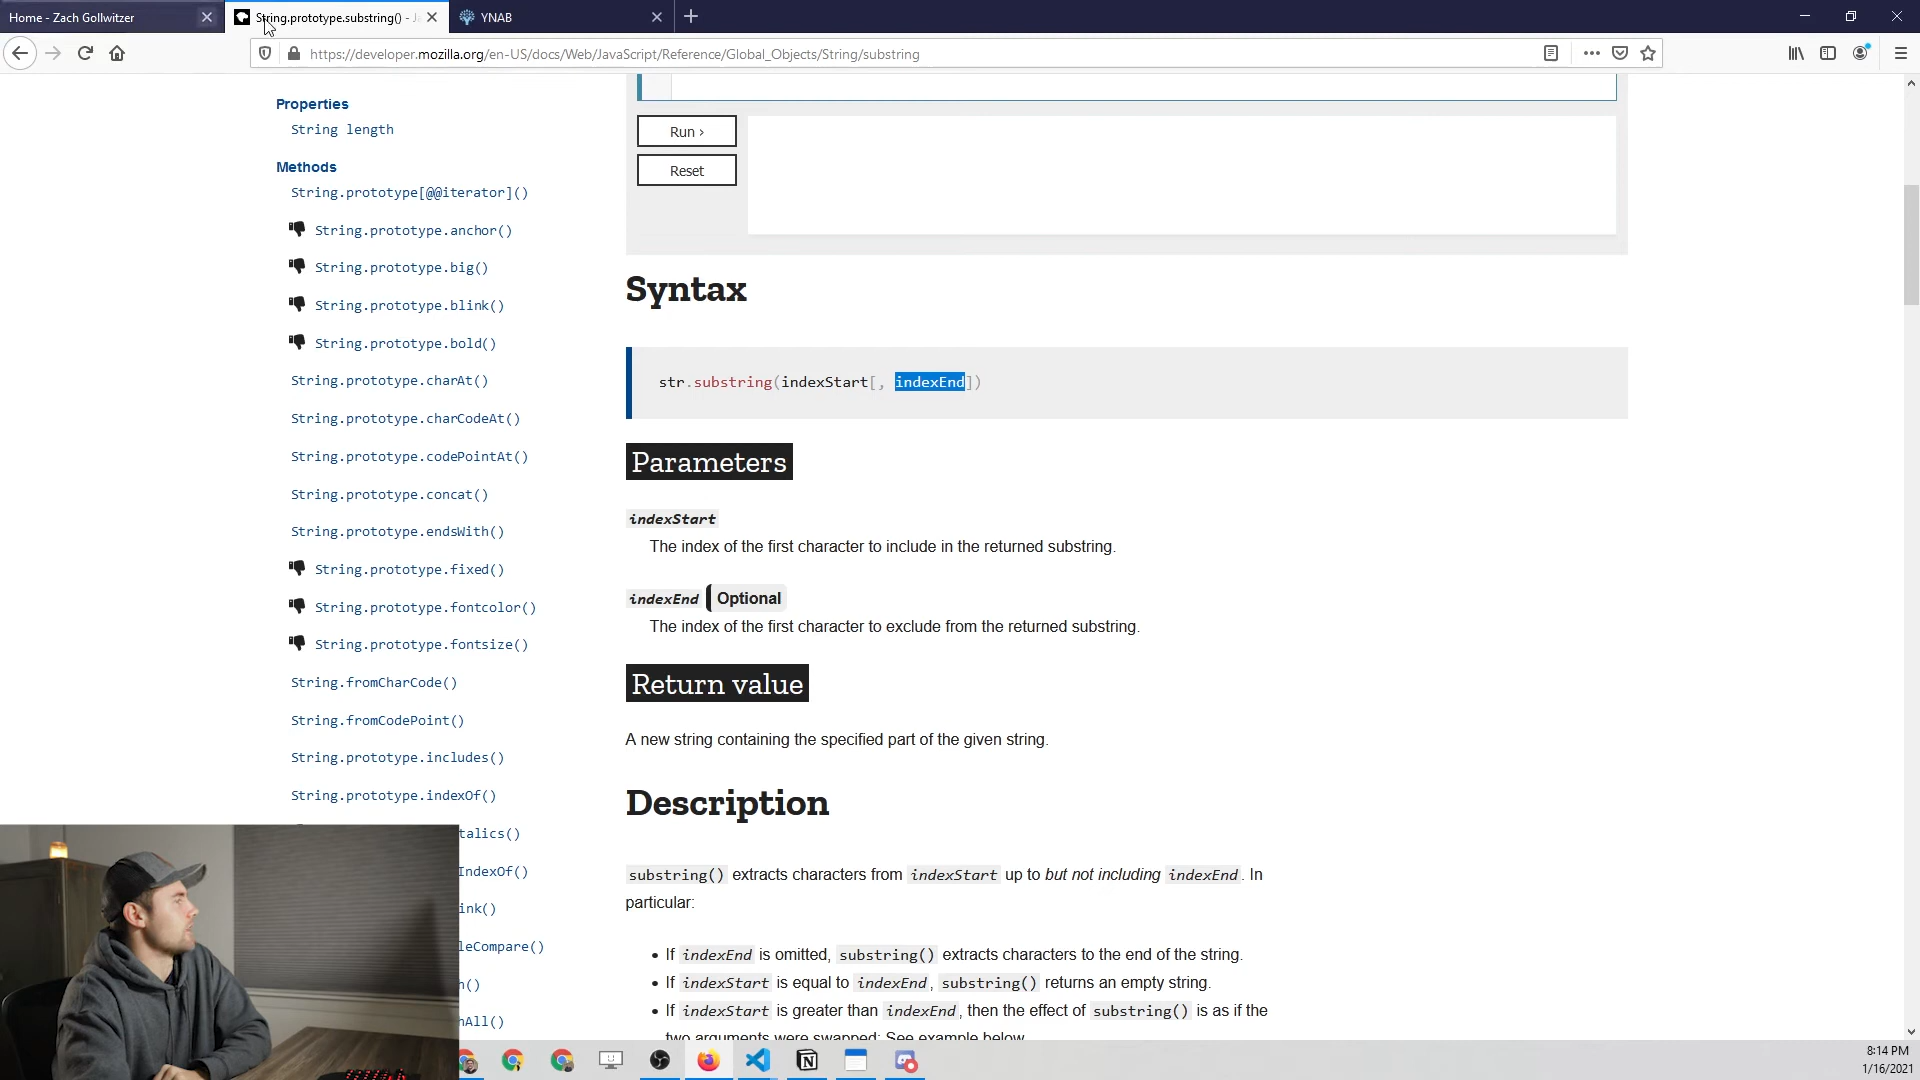 Home - Zach Gollwitzer
String.prototype.substring() - Ja
YNAB
https://developer.mozilla.org/en-US/docs/Web/JavaScript/Reference/Global_Objects/String/substring
Properties
String length
Methods
String.prototype[@@iterator]()
String.prototype.anchor()
String.prototype.big()
String.prototype.blink()
String.prototype.bold()
String.prototype.charAt()
String.prototype.charCodeAt()
String.prototype.codePointAt()
String.prototype.concat()
String.prototype.endsWith()
String.prototype.fixed()
String.prototype.fontcolor()
String.prototype.fontsize()
String.fromCharCode()
String.fromCodePoint()
String.prototype.includes()
String.prototype.indexOf()
talics()
IndexOf()
ink()
leCompare()
h()
hAll()
Run ›
Reset
Syntax
str.substring(indexStart[, indexEnd])
Parameters
indexStart
The index of the first character to include in the returned substring.
indexEnd Optional
The index of the first character to exclude from the returned substring.
Return value
A new string containing the specified part of the given string.
Description
substring() extracts characters from indexStart up to but not including indexEnd. In
particular:
• If indexEnd is omitted, substring() extracts characters to the end of the string.
• If indexStart is equal to indexEnd, substring() returns an empty string.
• If indexStart is greater than indexEnd, then the effect of substring() is as if the
two arguments were swapped; See example below.
8:14 PM
1/16/2021